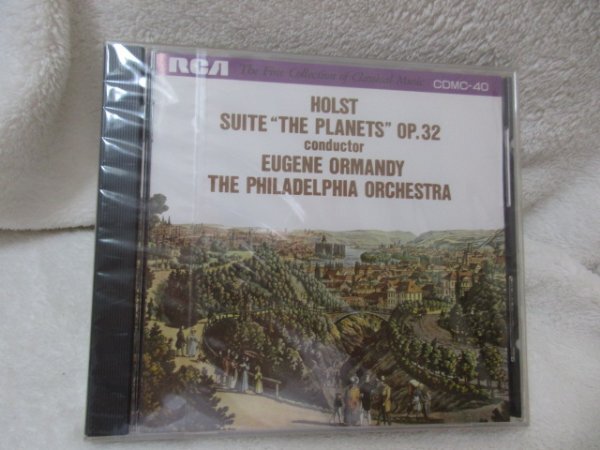 RCA The Fine Collection of Classical Music CDMC-40
HOLST
SUITE "THE PLANETS" OP.32
conductor
EUGENE ORMANDY
THE PHILADELPHIA ORCHESTRA